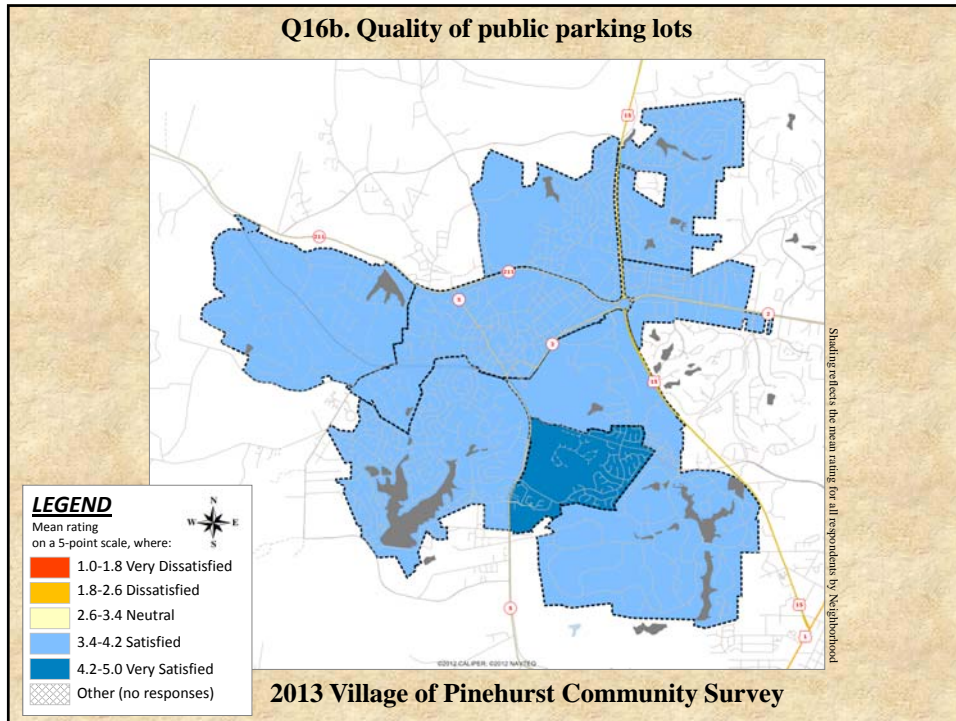 Q16b. Quality of public parking lots
15
211
211
5
2
2
15
5
15
1
Shading reflects the mean rating for all respondents by Neighborhood
LEGEND
Mean rating
on a 5-point scale, where:
N
W E
S
1.0-1.8 Very Dissatisfied
1.8-2.6 Dissatisfied
2.6-3.4 Neutral
3.4-4.2 Satisfied
4.2-5.0 Very Satisfied
Other (no responses)
©2012 CALIPER; ©2012 NAVTEQ
2013 Village of Pinehurst Community Survey